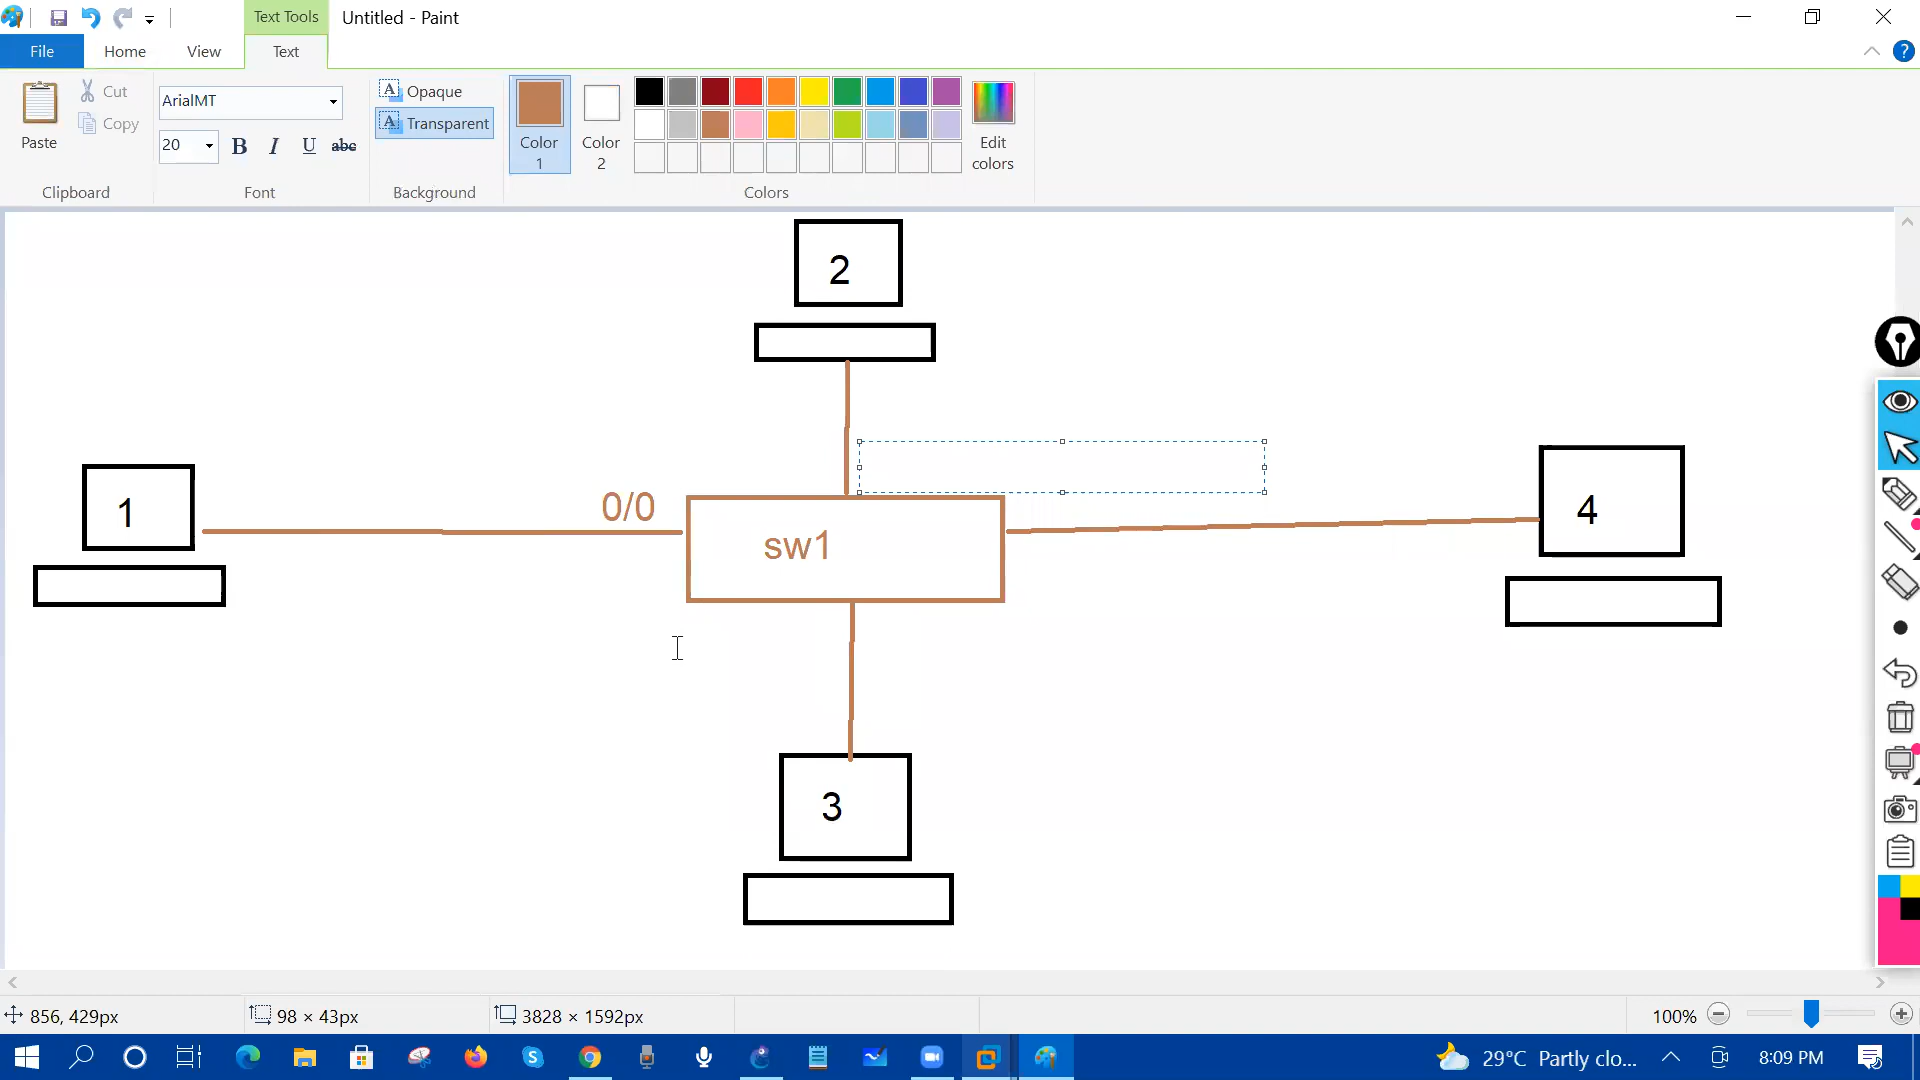 Text Tools
Untitled - Paint
File
Home
View
Text
Paste
Cut
Copy
Clipboard
ArialMT
20
B
I
U
abc
Font
A Opaque
A Transparent
Background
Color
1
Color
2
Edit
colors
Colors
?
2
1
0/0
sw1
4
3
856, 429px
98 × 43px
3828 × 1592px
100%
29°C Partly clo...
8:09 PM